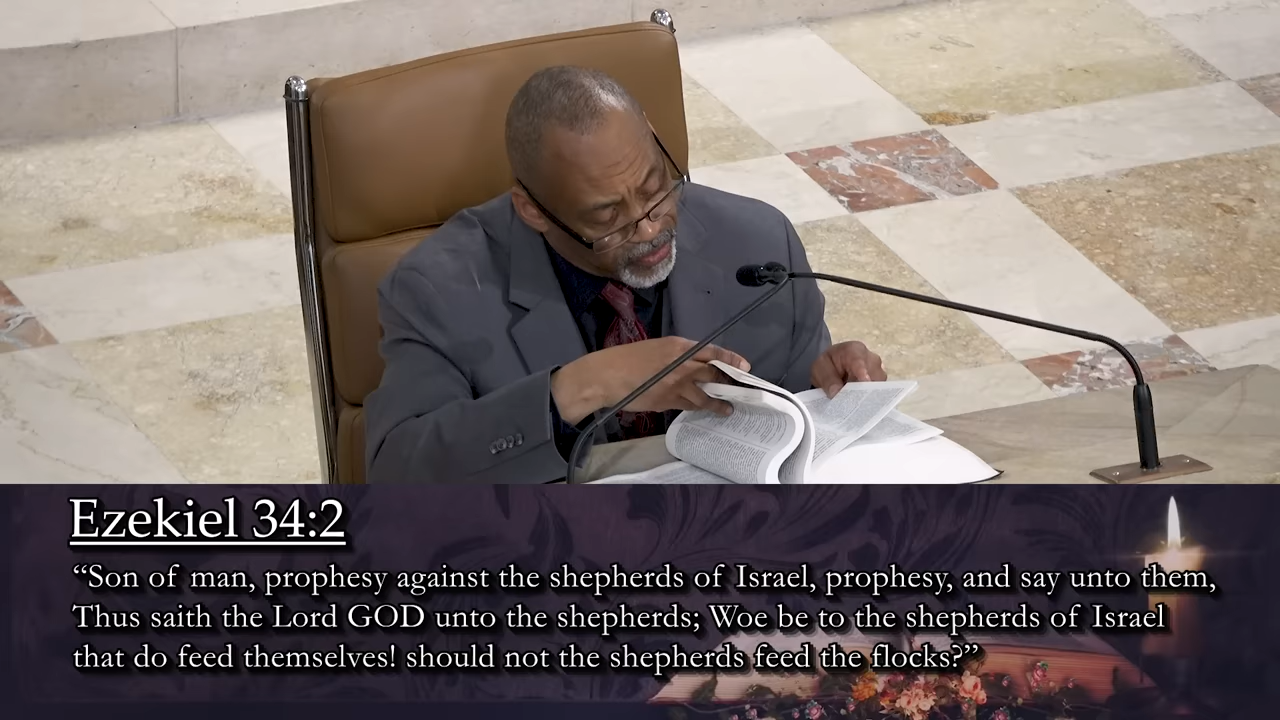 Ezekiel 34:2
“Son of man, prophesy against the shepherds of Israel, prophesy, and say unto them,
Thus saith the Lord GOD unto the shepherds; Woe be to the shepherds of Israel
that do feed themselves! should not the shepherds feed the flocks?”